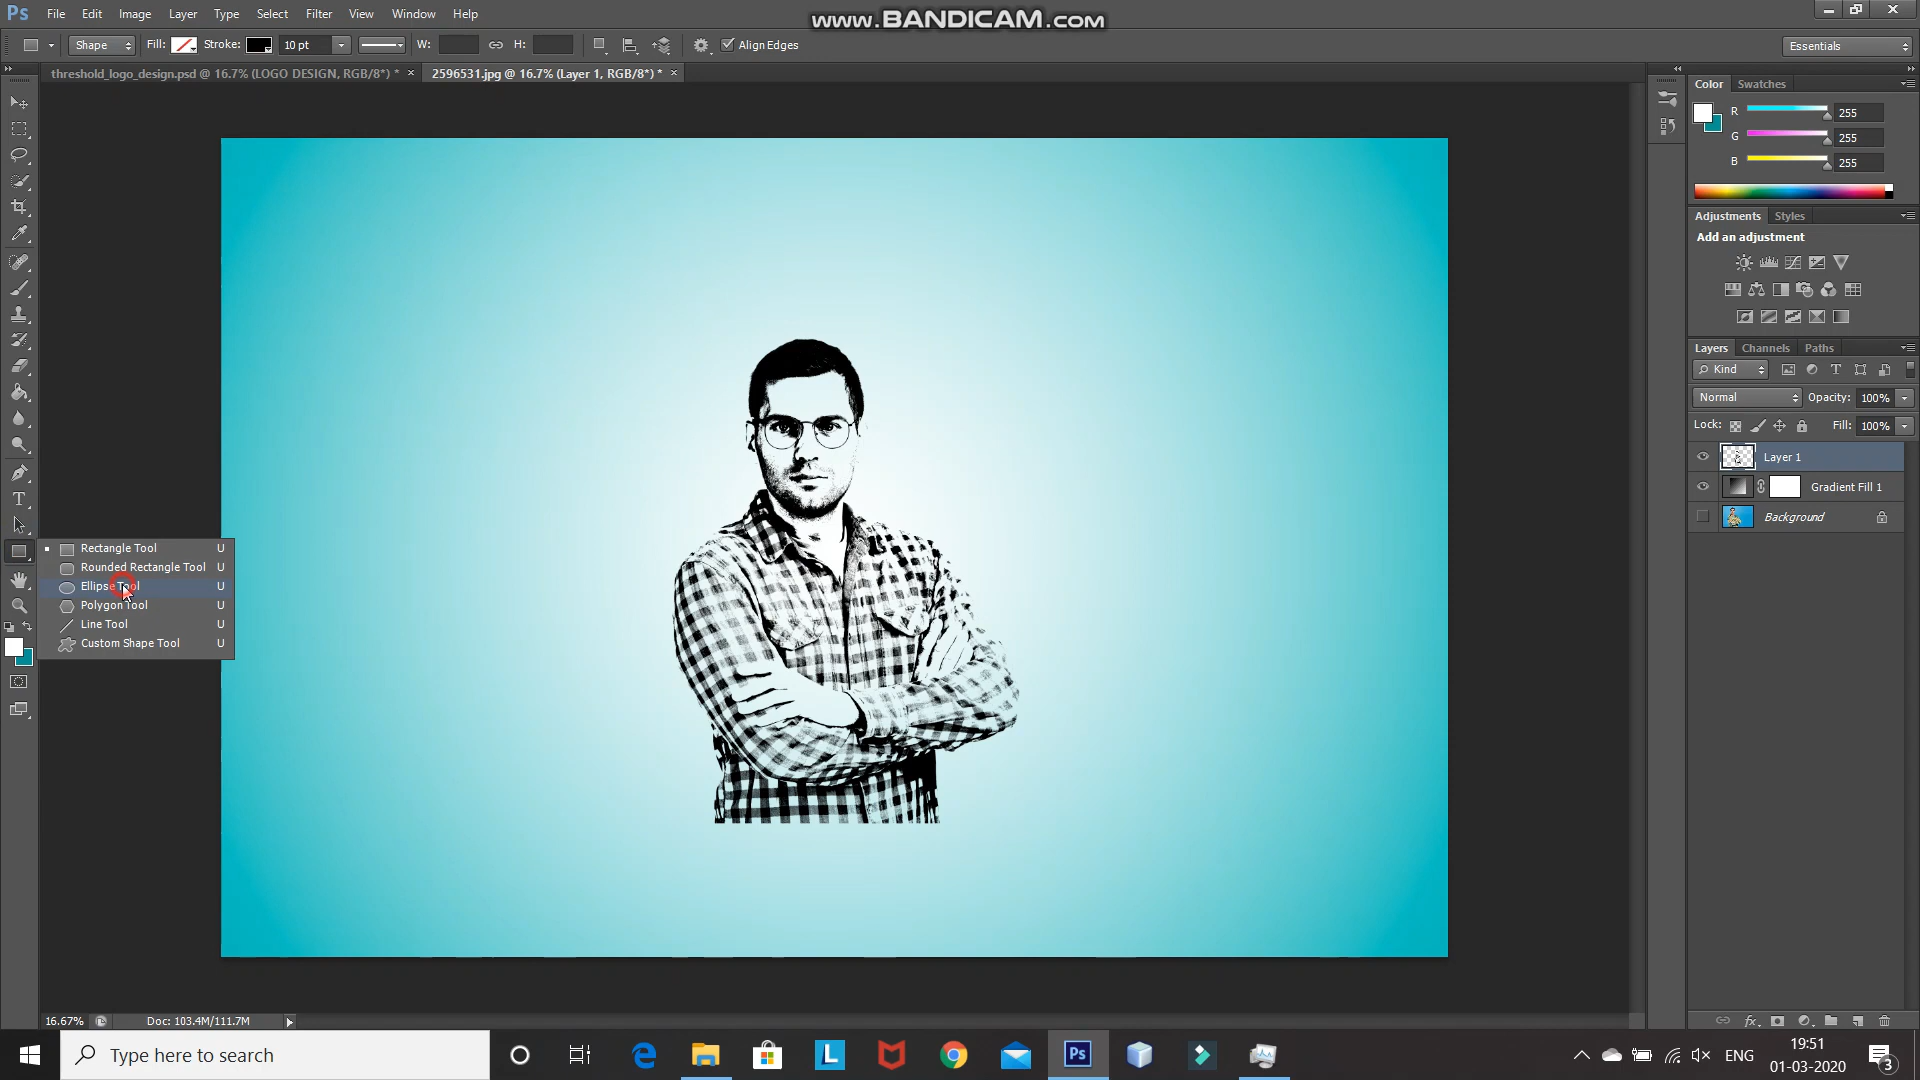 Ps File Edit Image Layer Type Select Filter View Window Help
www.BANDICAM.com
Shape Fill: Stroke: 10 pt W: H: Align Edges
Essentials
threshold_logo_design.psd @ 16.7% (LOGO DESIGN, RGB/8*) * ×
2596531.jpg @ 16.7% (Layer 1, RGB/8*) * ×
Color Swatches
R 255
G 255
B 255
Adjustments Styles
Add an adjustment
Layers Channels Paths
Kind
Normal Opacity: 100%
Lock: Fill: 100%
Layer 1
Gradient Fill 1
Background
Rectangle Tool U
Rounded Rectangle Tool U
Ellipse Tool U
Polygon Tool U
Line Tool U
Custom Shape Tool U
16.67% Doc: 103.4M/111.7M
Type here to search
ENG
19:51
01-03-2020
3